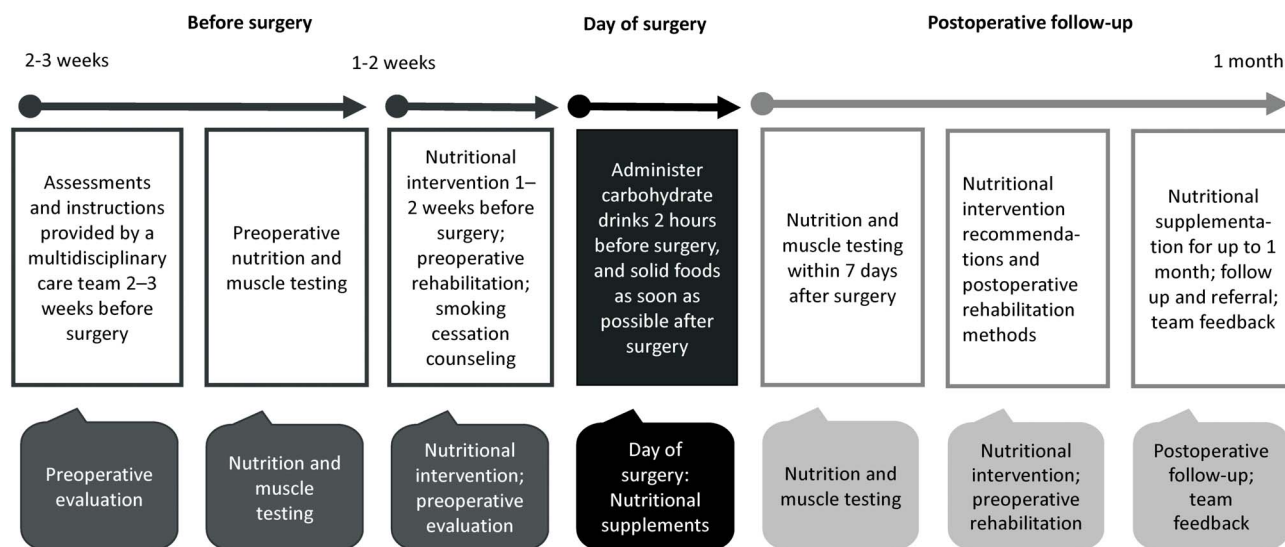 Before surgery
Day of surgery
Postoperative follow-up
2-3 weeks
1-2 weeks
1 month
Assessments
and instructions
provided by a
multidisciplinary
care team 2–3
weeks before
surgery
Preoperative
nutrition and
muscle testing
Nutritional
intervention 1–
2 weeks before
surgery;
preoperative
rehabilitation;
smoking
cessation
counseling
Administer
carbohydrate
drinks 2 hours
before surgery,
and solid foods
as soon as
possible after
surgery
Nutrition and
muscle testing
within 7 days
after surgery
Nutritional
intervention
recommenda-
tions and
postoperative
rehabilitation
methods
Nutritional
supplementa-
tion for up to 1
month; follow
up and referral;
team feedback
Preoperative
evaluation
Nutrition and
muscle
testing
Nutritional
intervention;
preoperative
evaluation
Day of
surgery:
Nutritional
supplements
Nutrition and
muscle testing
Nutritional
intervention;
preoperative
rehabilitation
Postoperative
follow-up;
team
feedback